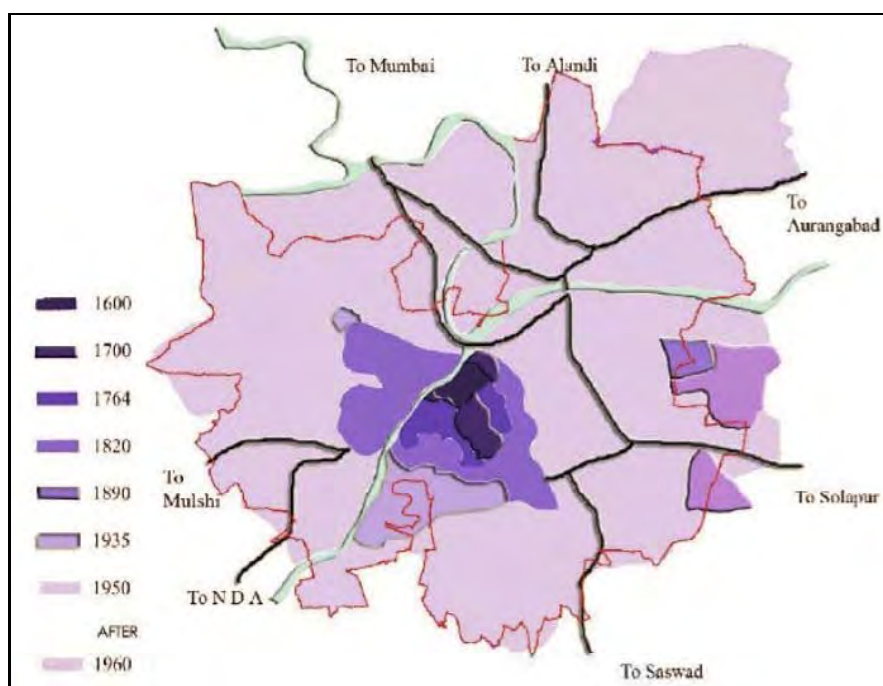 To Mumbai
To Alandi
To
Aurangabad
1600
1700
1764
1820
1890
1935
1950
AFTER
1960
To
Mulshi
To Solapur
To N D A
To Saswad